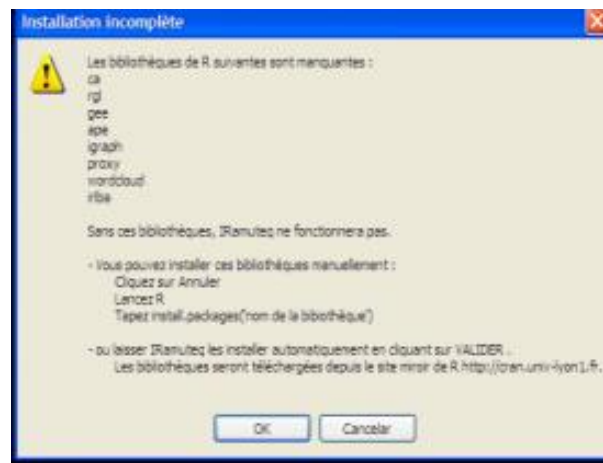 Installation incomplète
Les bibliothèques de R suivantes sont manquantes :
ca
rgl
gee
ape
igraph
proxy
wordcloud
irlba
Sans ces bibliothèques, IRamuteq ne fonctionnera pas.
- Vous pouvez installer ces bibliothèques manuellement :
Cliquez sur Annuler
Lancez R
Tapez install.packages('nom de la bibiothèque')
- ou laisser IRamuteq les installer automatiquement en cliquant sur VALIDER .
Les bibliothèques seront téléchargées depuis le site miroir de R http://cran.univ-lyon1.fr.
OK
Cancelar